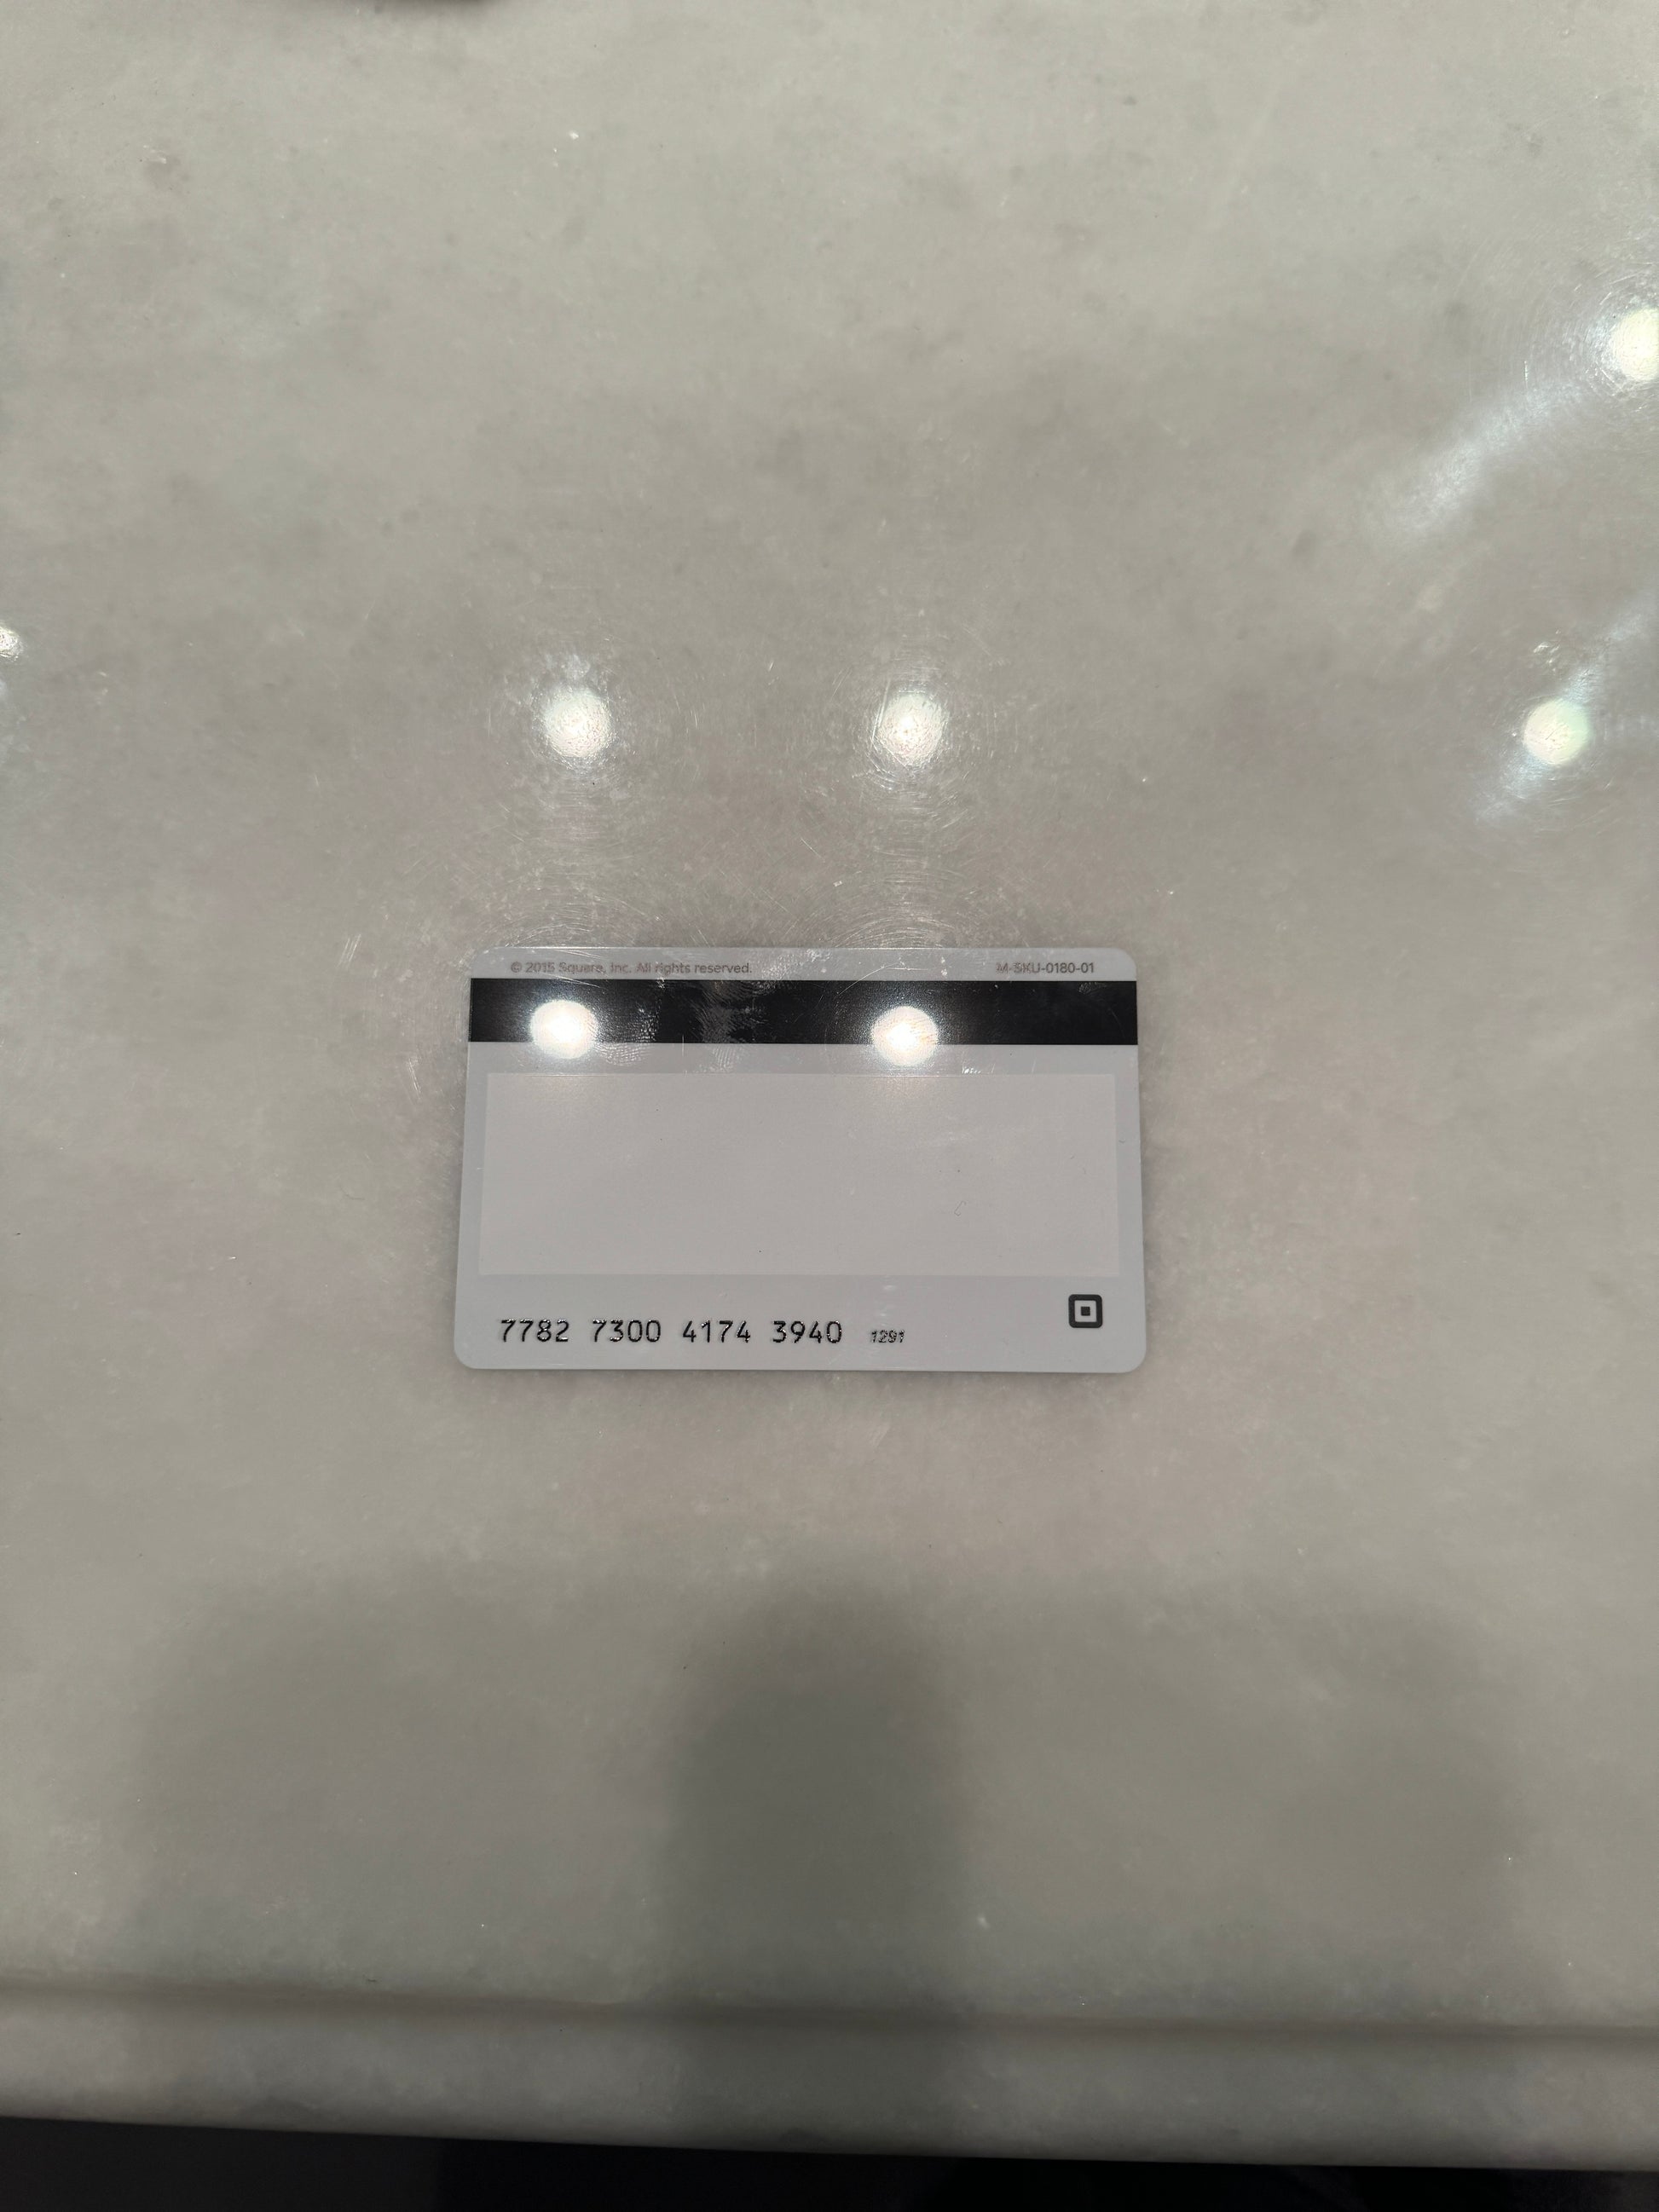 © 2015 Square, Inc. All rights reserved. M-SKU-0180-01
7782 7300 4174 3940 1291